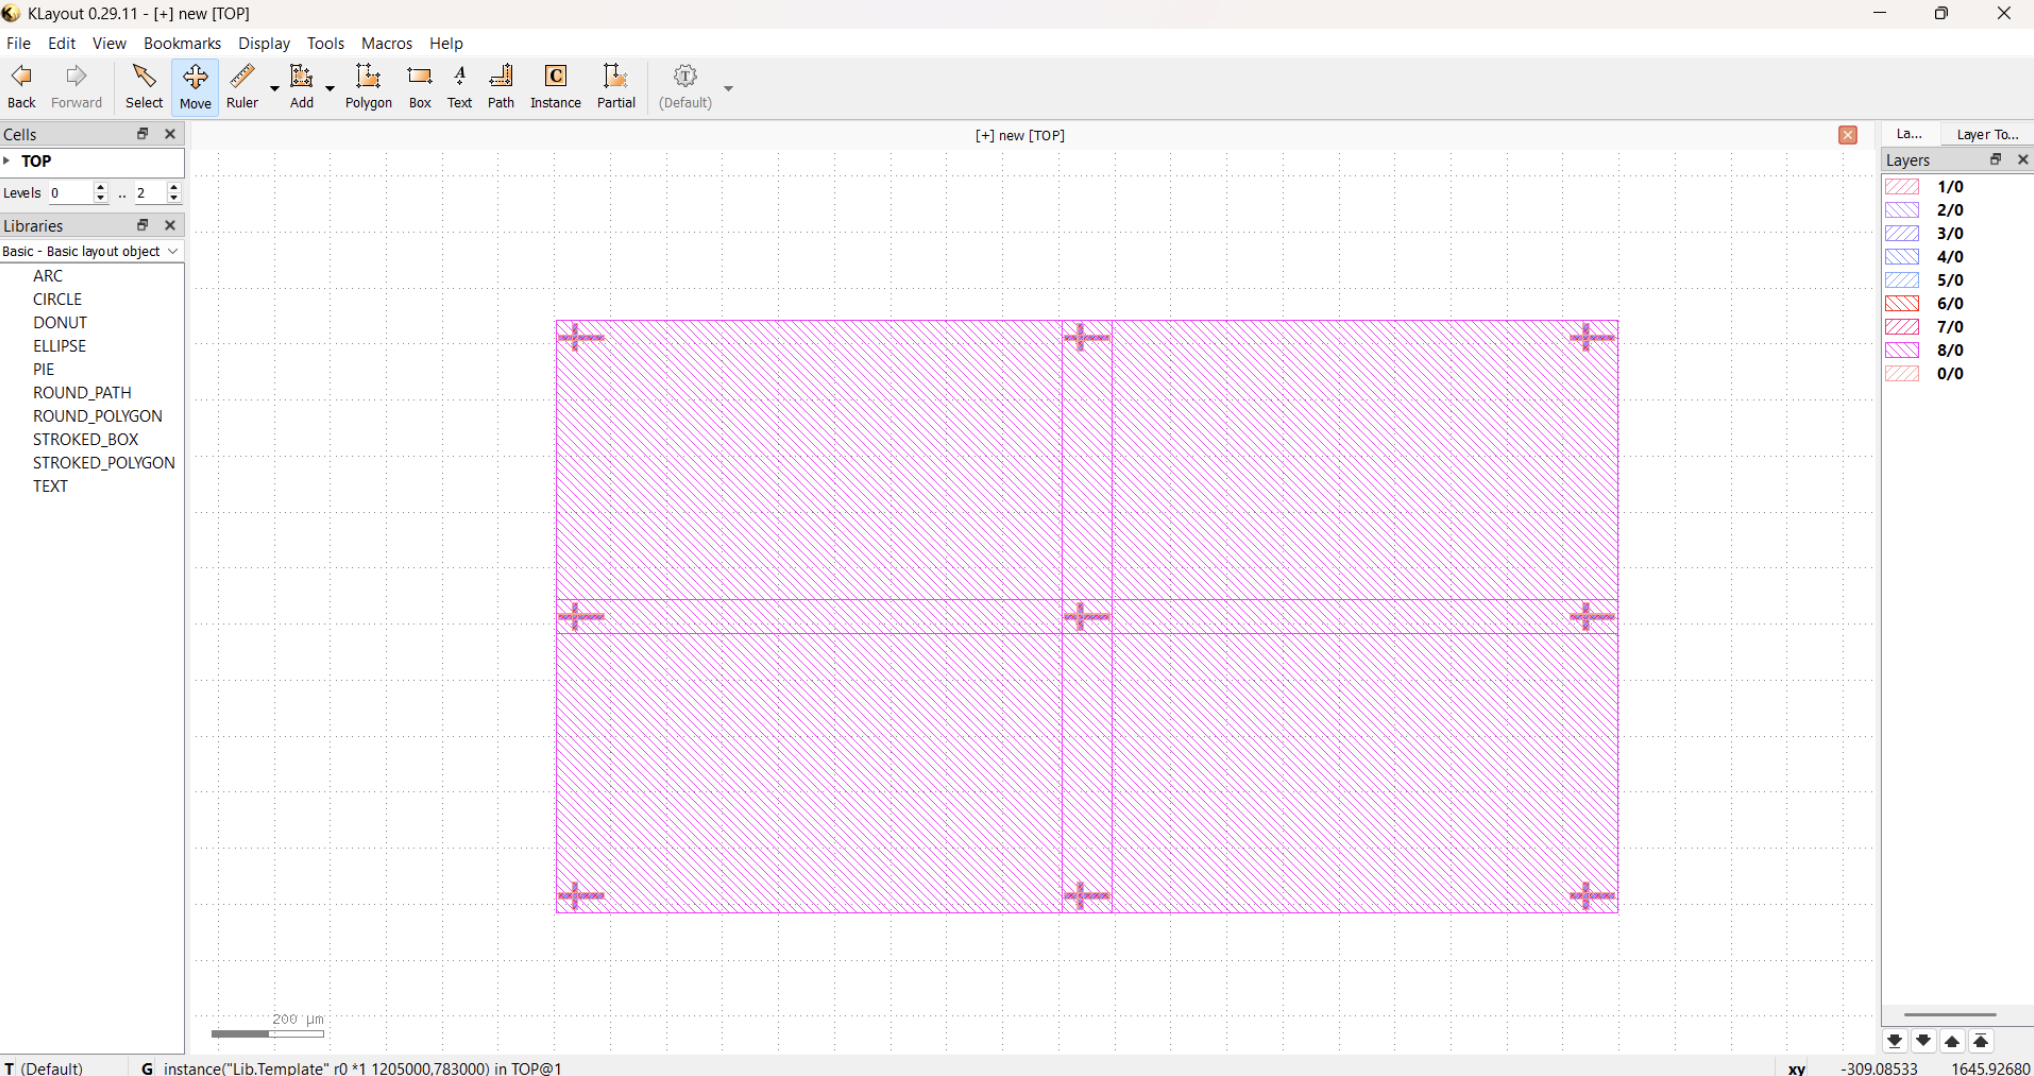 KLayout 0.29.11 - [+] new [TOP]
File Edit View Bookmarks Display Tools Macros Help
Back Forward Select Move Ruler Add Polygon Box Text Path Instance Partial (Default)
Cells
TOP
Levels 0 .. 2
Libraries
Basic - Basic layout object
ARC
CIRCLE
DONUT
ELLIPSE
PIE
ROUND_PATH
ROUND_POLYGON
STROKED_BOX
STROKED_POLYGON
TEXT
[+] new [TOP]
200 µm
La... Layer To...
Layers
1/0
2/0
3/0
4/0
5/0
6/0
7/0
8/0
0/0
T (Default) G instance("Lib.Template" r0 *1 1205000,783000) in TOP@1 xy -309.08533 1645.92680